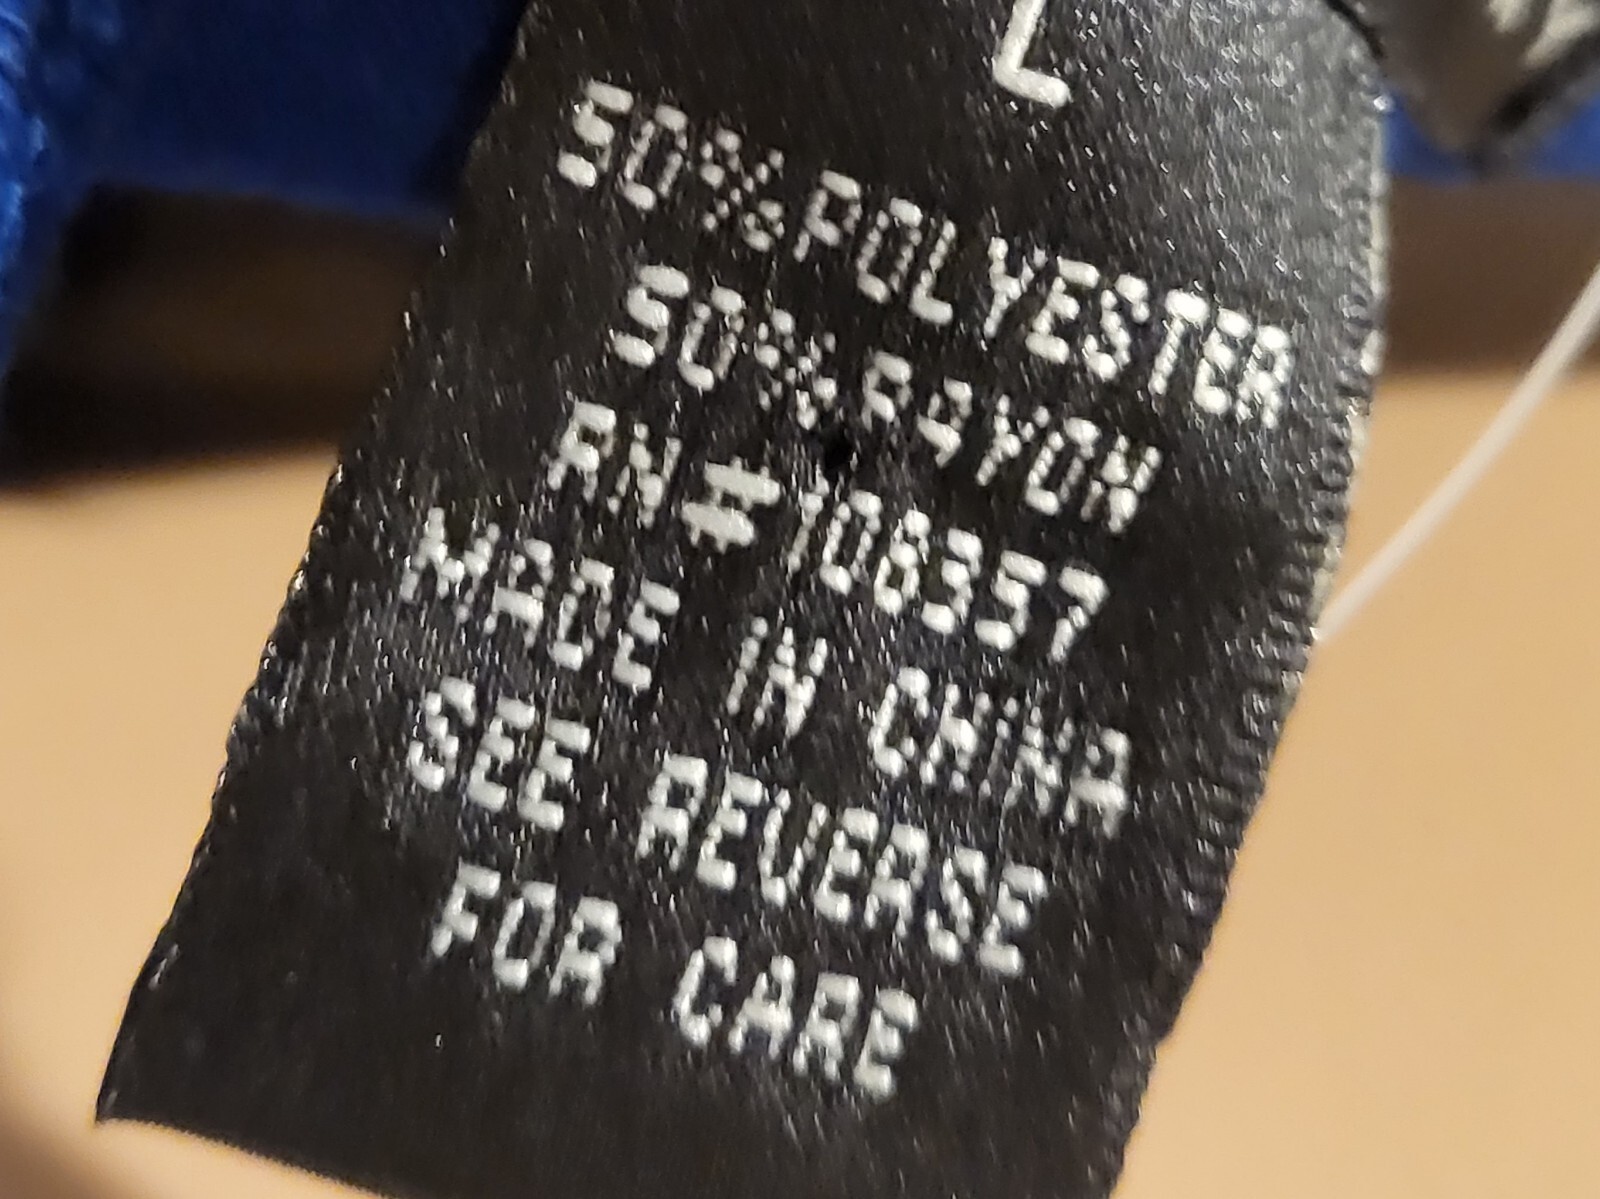 L
50%POLYESTER
50%RAYON
RN#108357
MADE IN CHINA
SEE REVERSE
FOR CARE